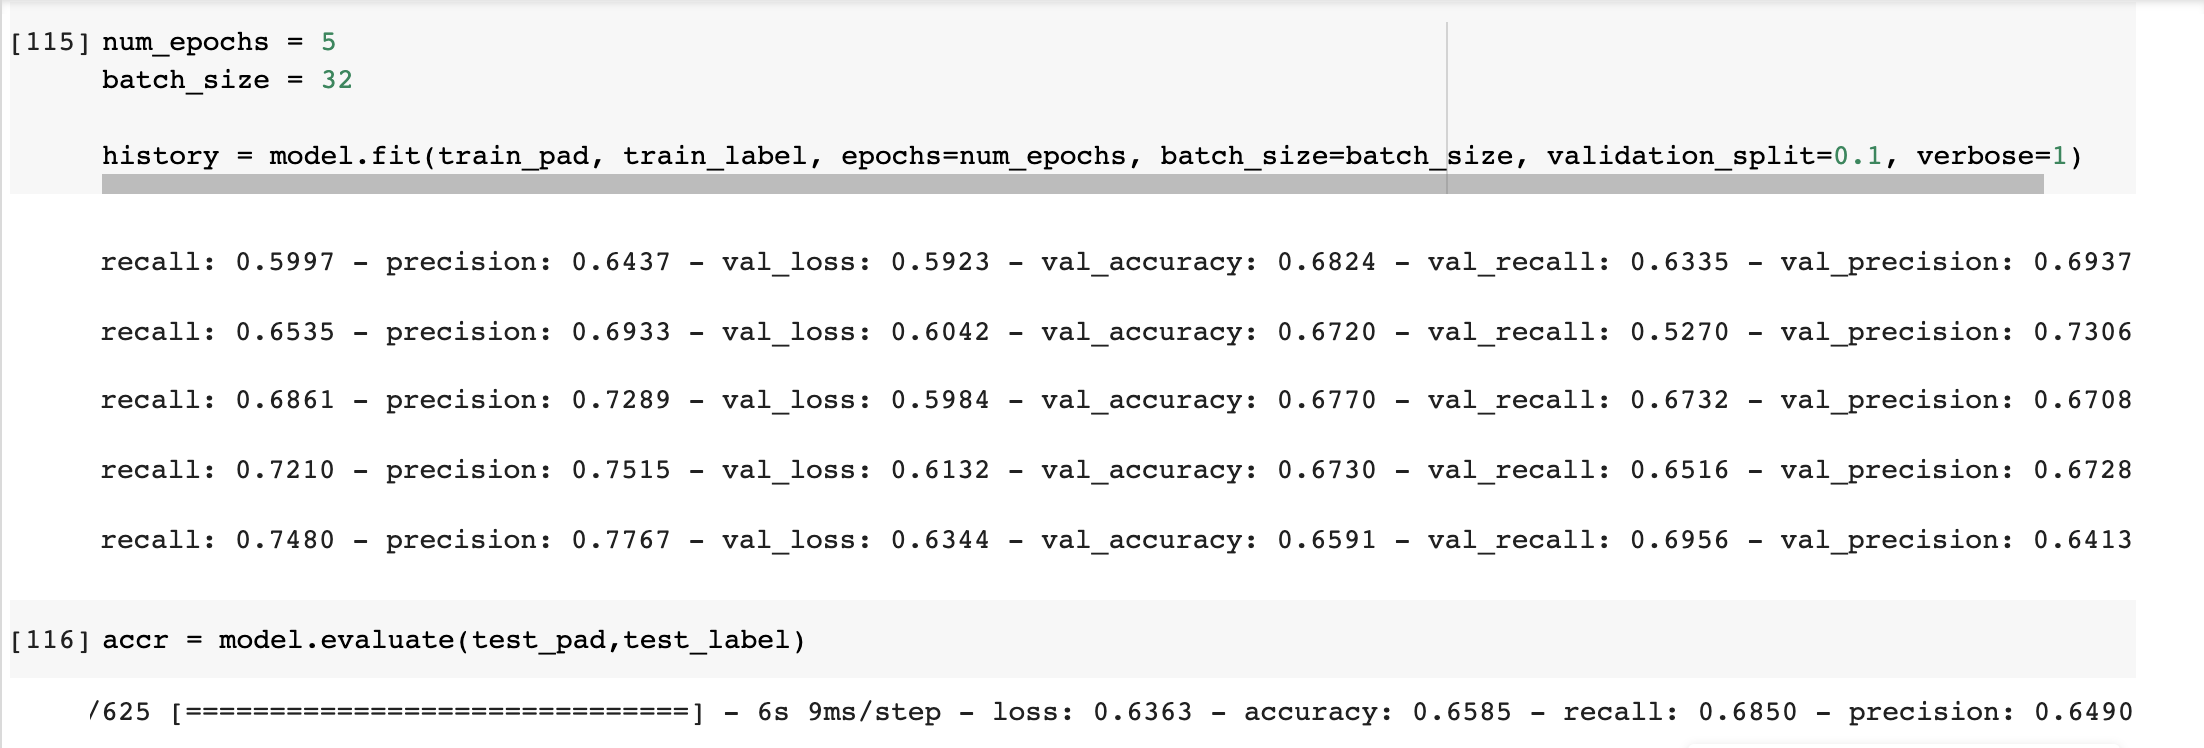 [115] num_epochs = 5
batch_size = 32
history = model.fit(train_pad, train_label, epochs=num_epochs, batch_size=batch_size, validation_split=0.1, verbose=1)
recall: 0.5997 - precision: 0.6437 - val_loss: 0.5923 - val_accuracy: 0.6824 - val_recall: 0.6335 - val_precision: 0.6937
recall: 0.6535 - precision: 0.6933 - val_loss: 0.6042 - val_accuracy: 0.6720 - val_recall: 0.5270 - val_precision: 0.7306
recall: 0.6861 - precision: 0.7289 - val_loss: 0.5984 - val_accuracy: 0.6770 - val_recall: 0.6732 - val_precision: 0.6708
recall: 0.7210 - precision: 0.7515 - val_loss: 0.6132 - val_accuracy: 0.6730 - val_recall: 0.6516 - val_precision: 0.6728
recall: 0.7480 - precision: 0.7767 - val_loss: 0.6344 - val_accuracy: 0.6591 - val_recall: 0.6956 - val_precision: 0.6413
[116] accr = model.evaluate(test_pad,test_label)
/625 [==============================] - 6s 9ms/step - loss: 0.6363 - accuracy: 0.6585 - recall: 0.6850 - precision: 0.6490